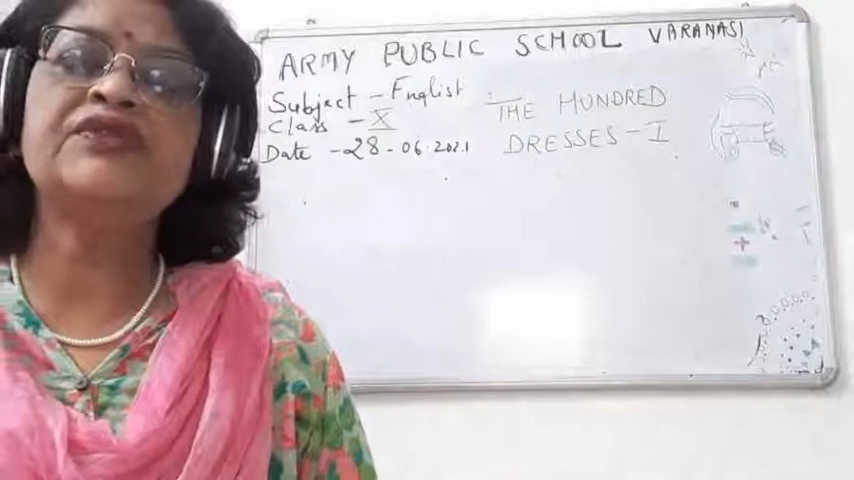 ARMY PUBLIC SCHOOL VARANASI
Subject - English
Class - X
Date - 28-06-2021
THE HUNDRED
DRESSES - I